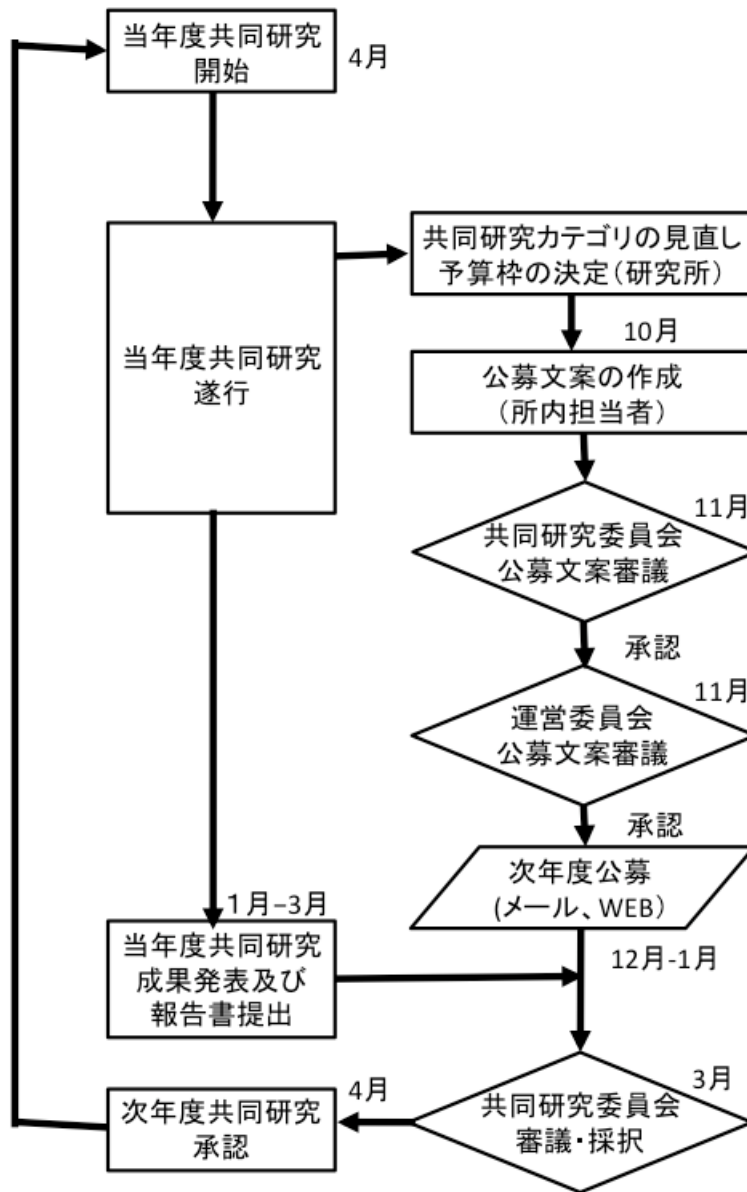 当年度共同研究
開始
4月
当年度共同研究
遂行
共同研究カテゴリの見直し
予算枠の決定(研究所)
10月
公募文案の作成
(所内担当者)
11月
共同研究委員会
公募文案審議
承認
11月
運営委員会
公募文案審議
承認
次年度公募
(メール、WEB)
12月-1月
1月-3月
当年度共同研究
成果発表及び
報告書提出
3月
共同研究委員会
審議・採択
4月
次年度共同研究
承認